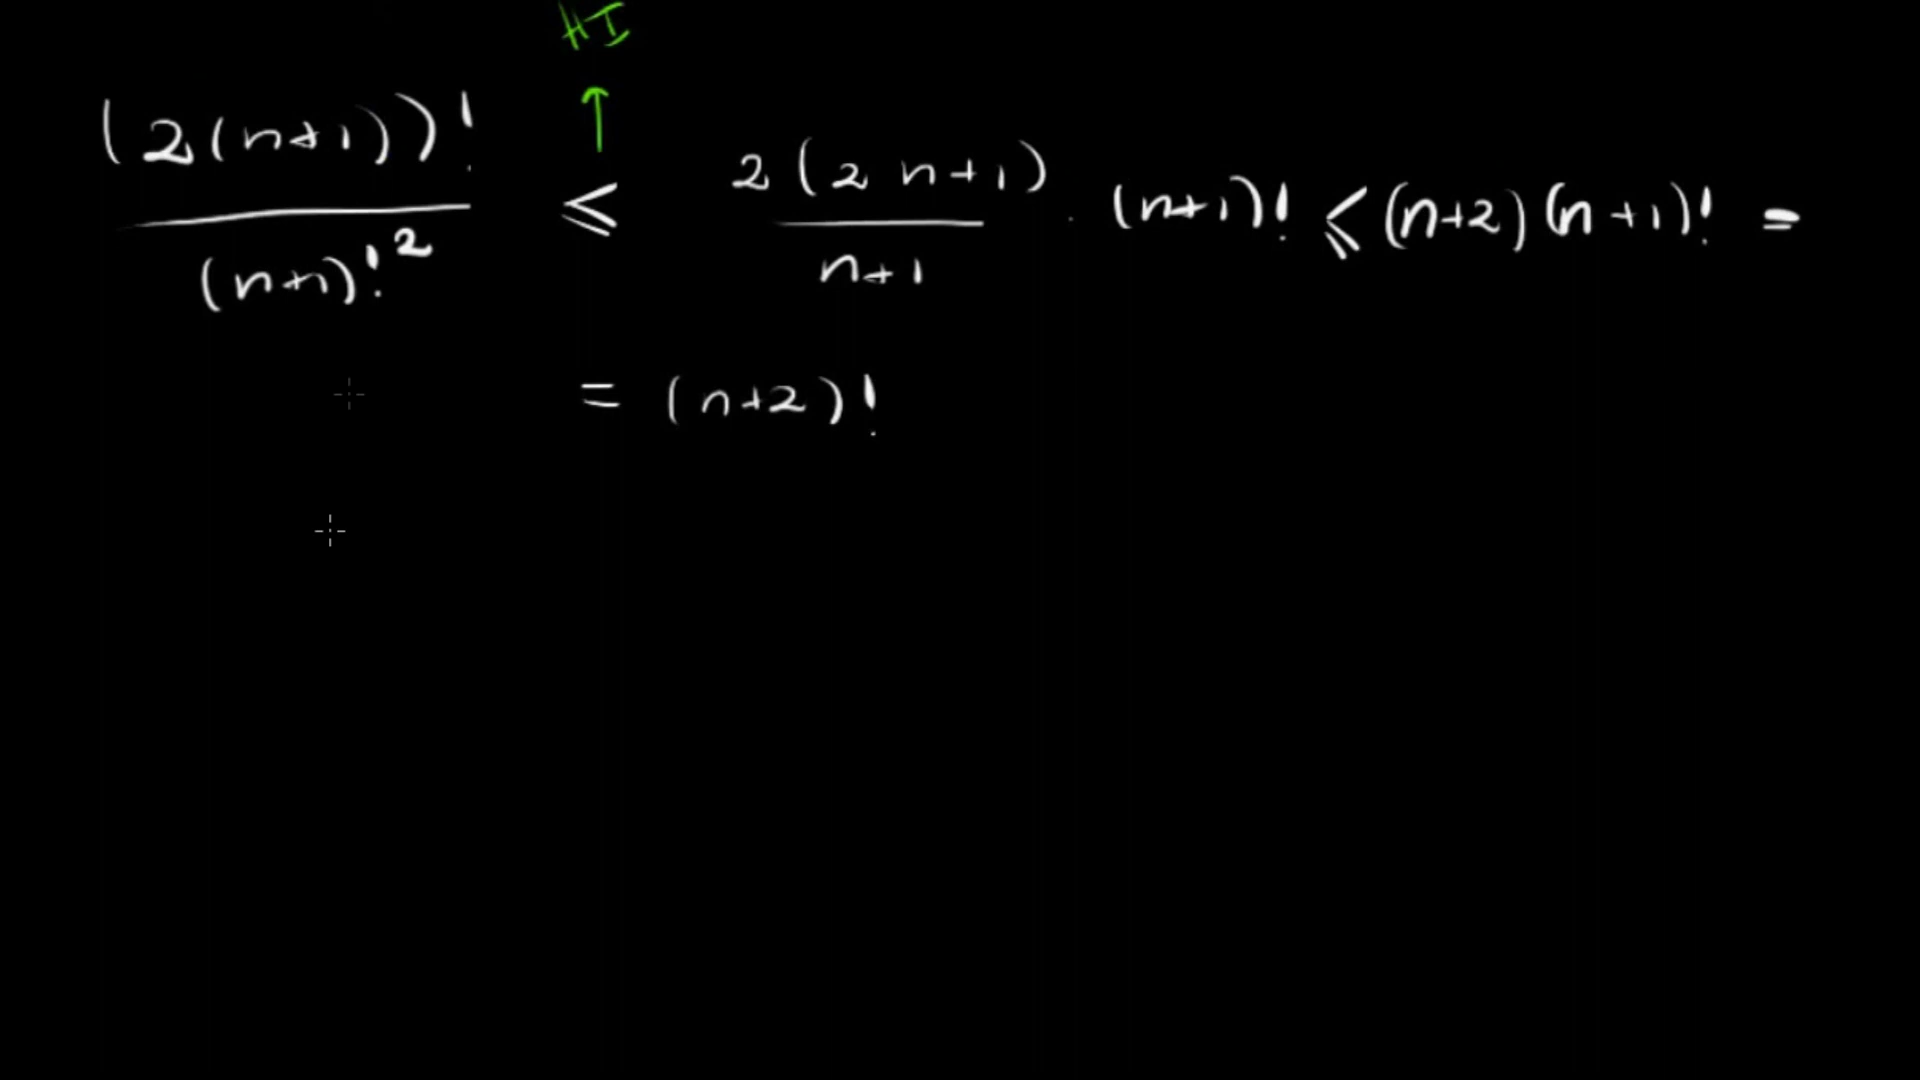 HI
↑
(2(n+1))! / (n+1)!² ≤ 2(2n+1) / n+1 · (n+1)! ≤ (n+2)(n+1)! =
= (n+2)!